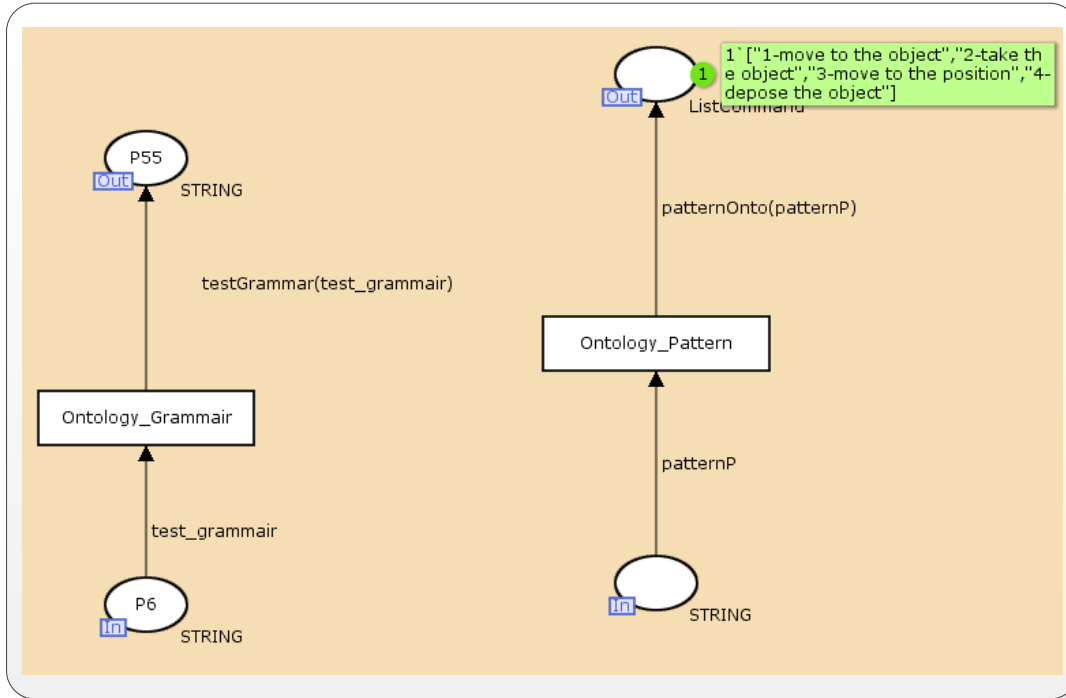 1
1`["1-move to the object","2-take th
e object","3-move to the position","4-
depose the object"]
Out
ListCommand
P55
Out
STRING
patternOnto(patternP)
testGrammar(test_grammair)
Ontology_Pattern
Ontology_Grammair
patternP
test_grammair
In
STRING
P6
In
STRING